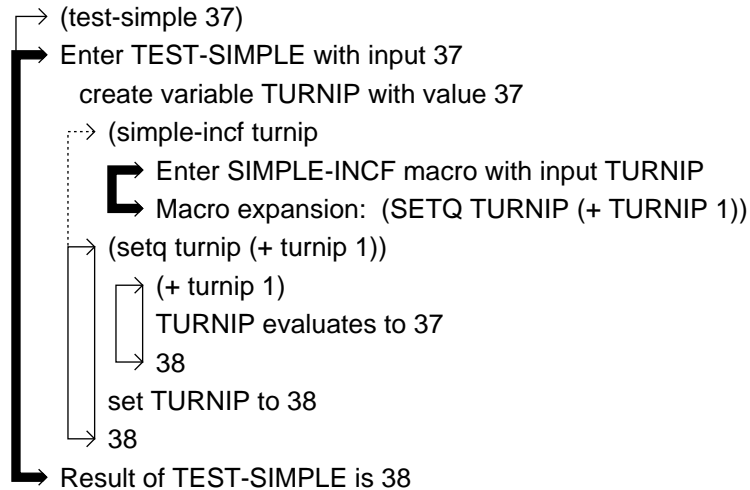 (test-simple 37)
Enter TEST-SIMPLE with input 37
create variable TURNIP with value 37
(simple-incf turnip
Enter SIMPLE-INCF macro with input TURNIP
Macro expansion: (SETQ TURNIP (+ TURNIP 1))
(setq turnip (+ turnip 1))
(+ turnip 1)
TURNIP evaluates to 37
38
set TURNIP to 38
38
Result of TEST-SIMPLE is 38